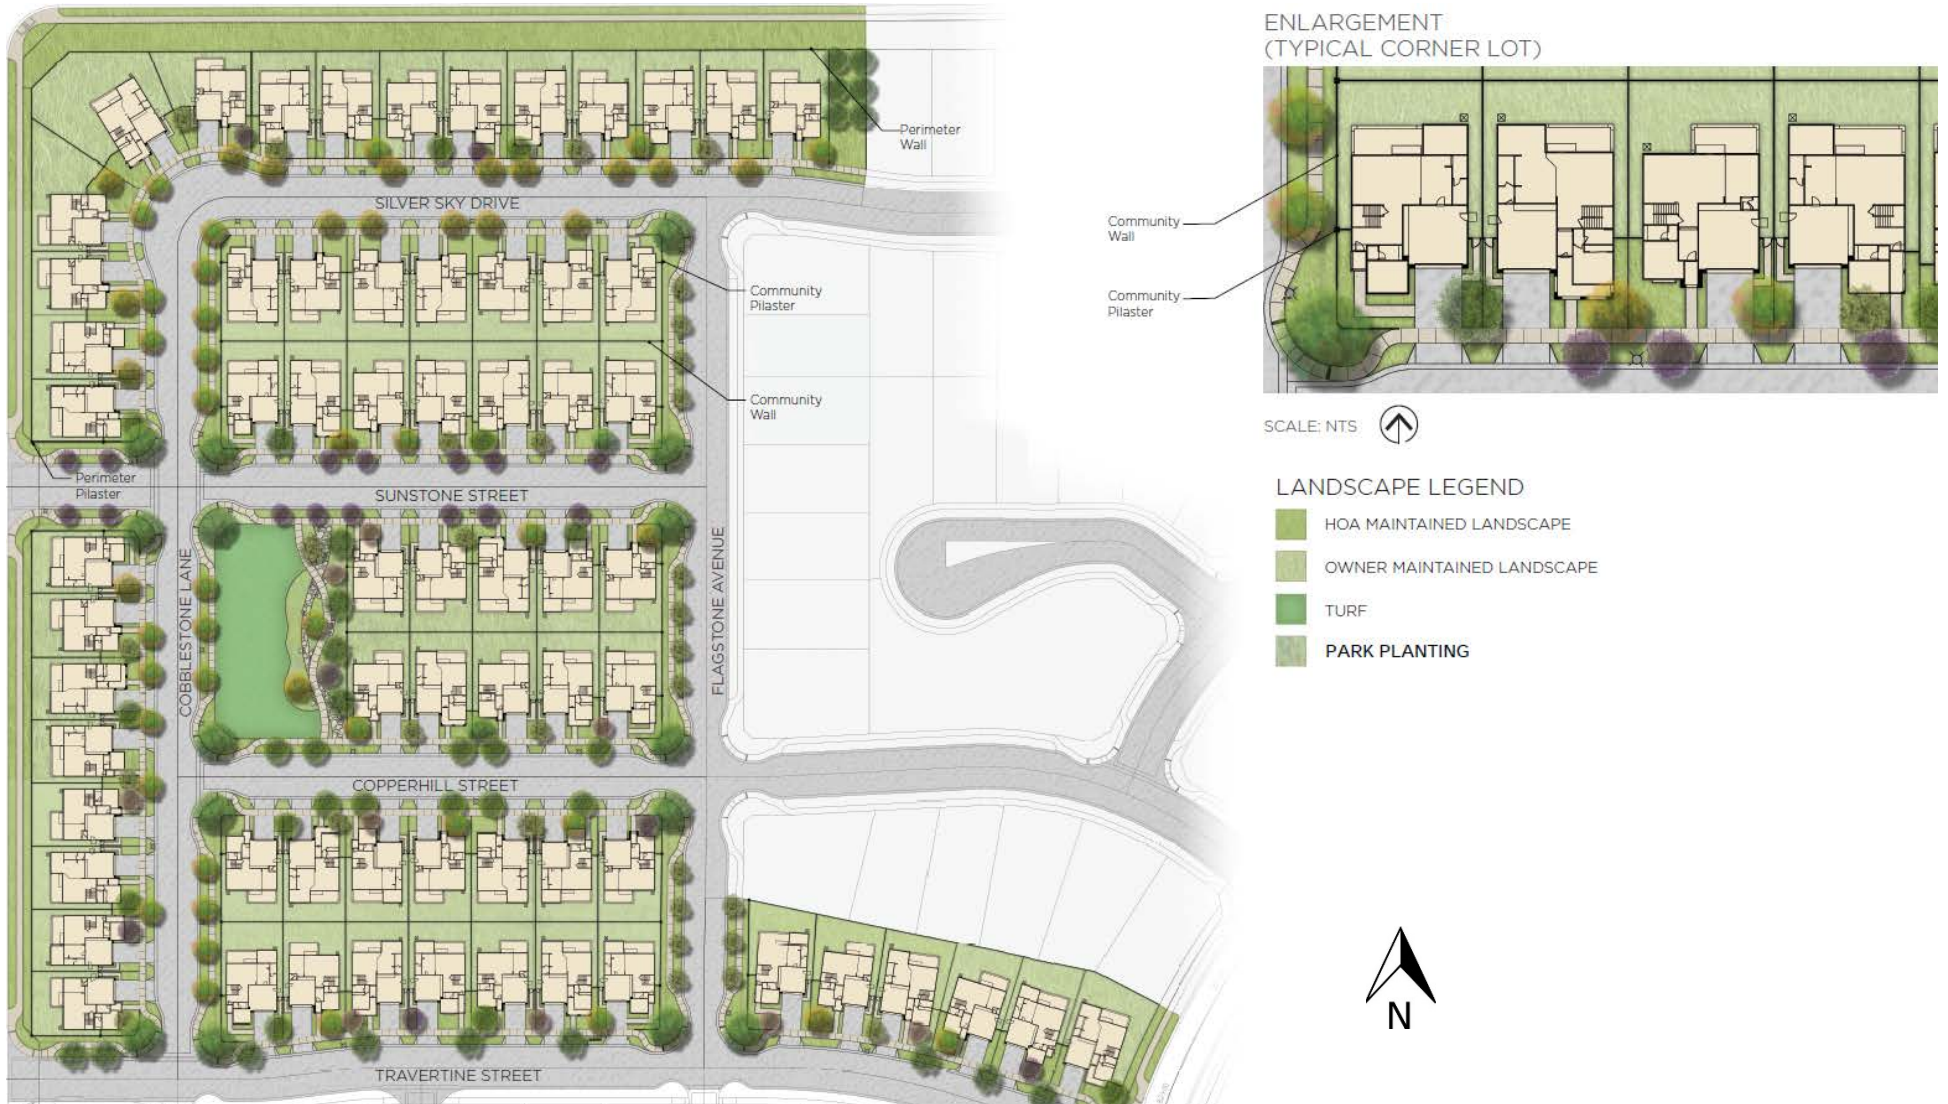 ENLARGEMENT
(TYPICAL CORNER LOT)
Perimeter
Wall
SILVER SKY DRIVE
Community
Wall
Community
Pilaster
Community
Pilaster
Community
Wall
SCALE: NTS
Perimeter
Pilaster
SUNSTONE STREET
LANDSCAPE LEGEND
HOA MAINTAINED LANDSCAPE
OWNER MAINTAINED LANDSCAPE
TURF
PARK PLANTING
COBBLESTONE LANE
FLAGSTONE AVENUE
COPPERHILL STREET
N
TRAVERTINE STREET